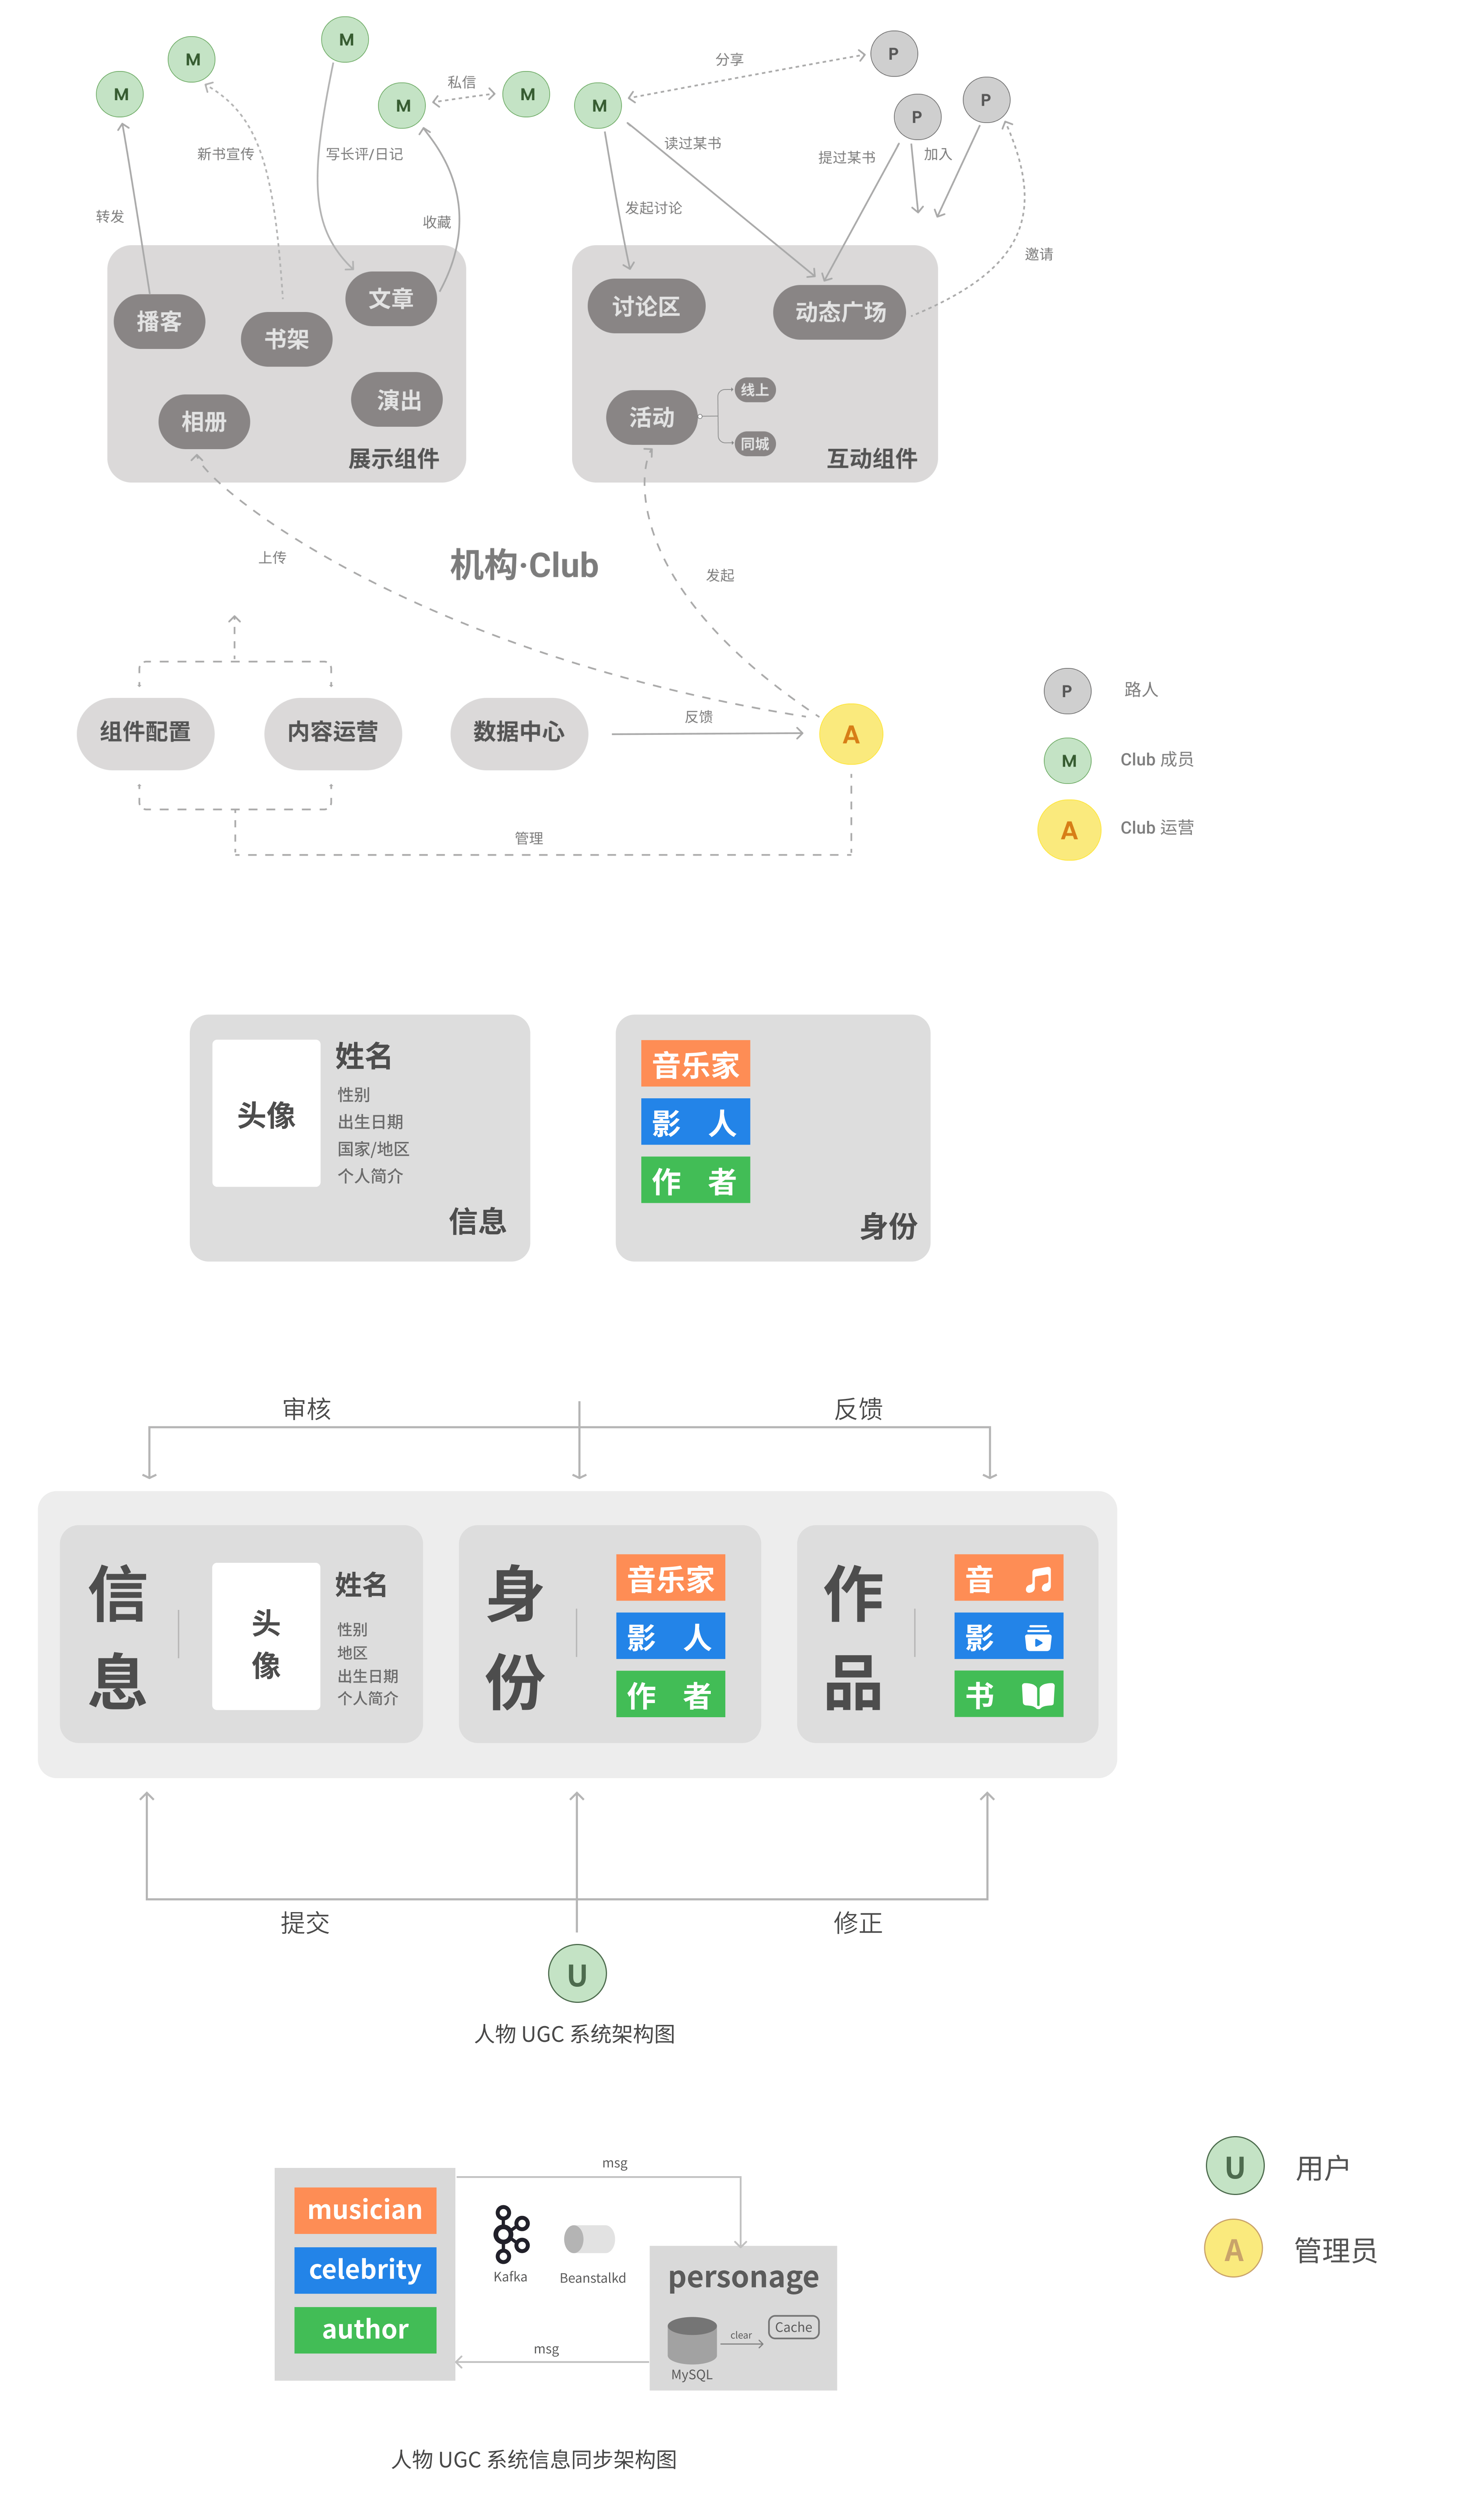 M
M
M
M
私信
M
M
分享
P
P
P
转发
新书宣传
写长评/日记
收藏
发起讨论
读过某书
提过某书
加入
邀请
播客
书架
文章
相册
演出
展示组件
讨论区
动态广场
活动
线上
同城
互动组件
上传
机构·Club
发起
组件配置
内容运营
数据中心
反馈
A
管理
P
路人
M
Club 成员
A
Club 运营
头像
姓名
性别
出生日期
国家/地区
个人简介
信息
音乐家
影 人
作 者
身份
审核
反馈
信
息
头
像
姓名
性别
地区
出生日期
个人简介
身
份
音乐家
影 人
作 者
作
品
音
影
书
提交
修正
U
人物 UGC 系统架构图
U
用户
A
管理员
msg
musician
celebrity
author
Kafka
Beanstalkd
personage
clear
Cache
MySQL
msg
人物 UGC 系统信息同步架构图